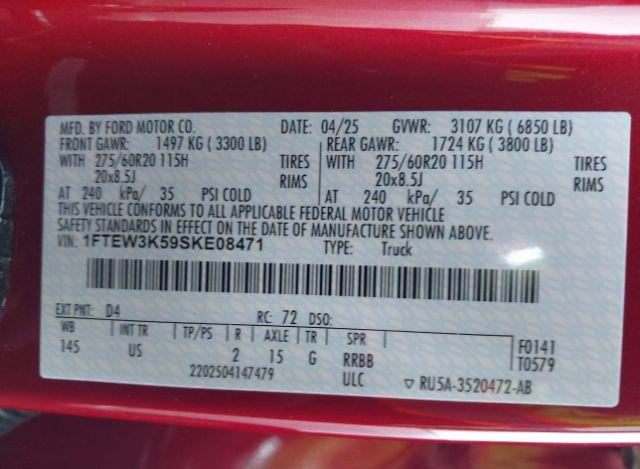 MFD. BY FORD MOTOR CO. DATE: 04/25 GVWR: 3107 KG ( 6850 LB)
FRONT GAWR: 1497 KG ( 3300 LB) REAR GAWR: 1724 KG ( 3800 LB)
WITH 275/60R20 115H TIRES WITH 275/60R20 115H TIRES
20x8.5J RIMS 20x8.5J RIMS
AT 240 kPa/ 35 PSI COLD AT 240 kPa/ 35 PSI COLD
THIS VEHICLE CONFORMS TO ALL APPLICABLE FEDERAL MOTOR VEHICLE
SAFETY STANDARDS IN EFFECT ON THE DATE OF MANUFACTURE SHOWN ABOVE.
VIN: 1FTEW3K59SKE08471 TYPE: Truck
EXT PNT: D4 RC: 72 DSO:
WB INT TR TP/PS R AXLE TR SPR F0141
145 US 2 15 G RRBB T0579
2202504147479 ULC ▽ RU5A-3520472-AB